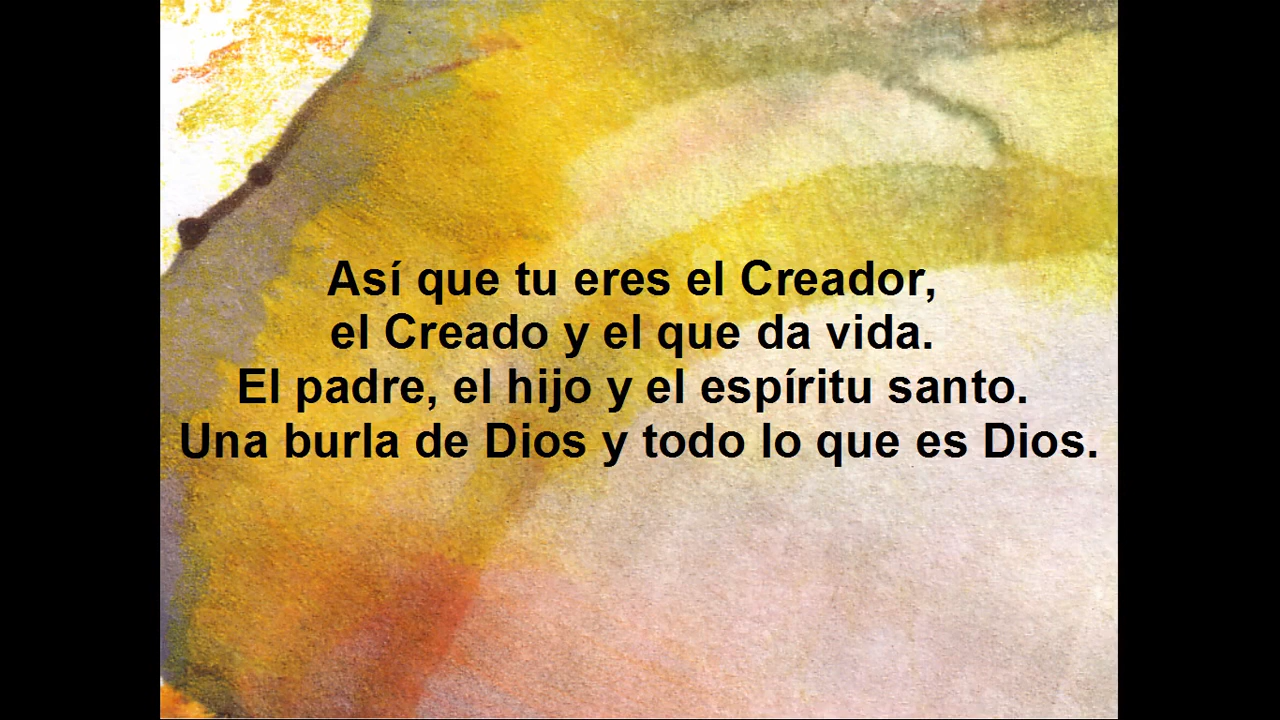 Así que tu eres el Creador,
el Creado y el que da vida.
El padre, el hijo y el espíritu santo.
Una burla de Dios y todo lo que es Dios.